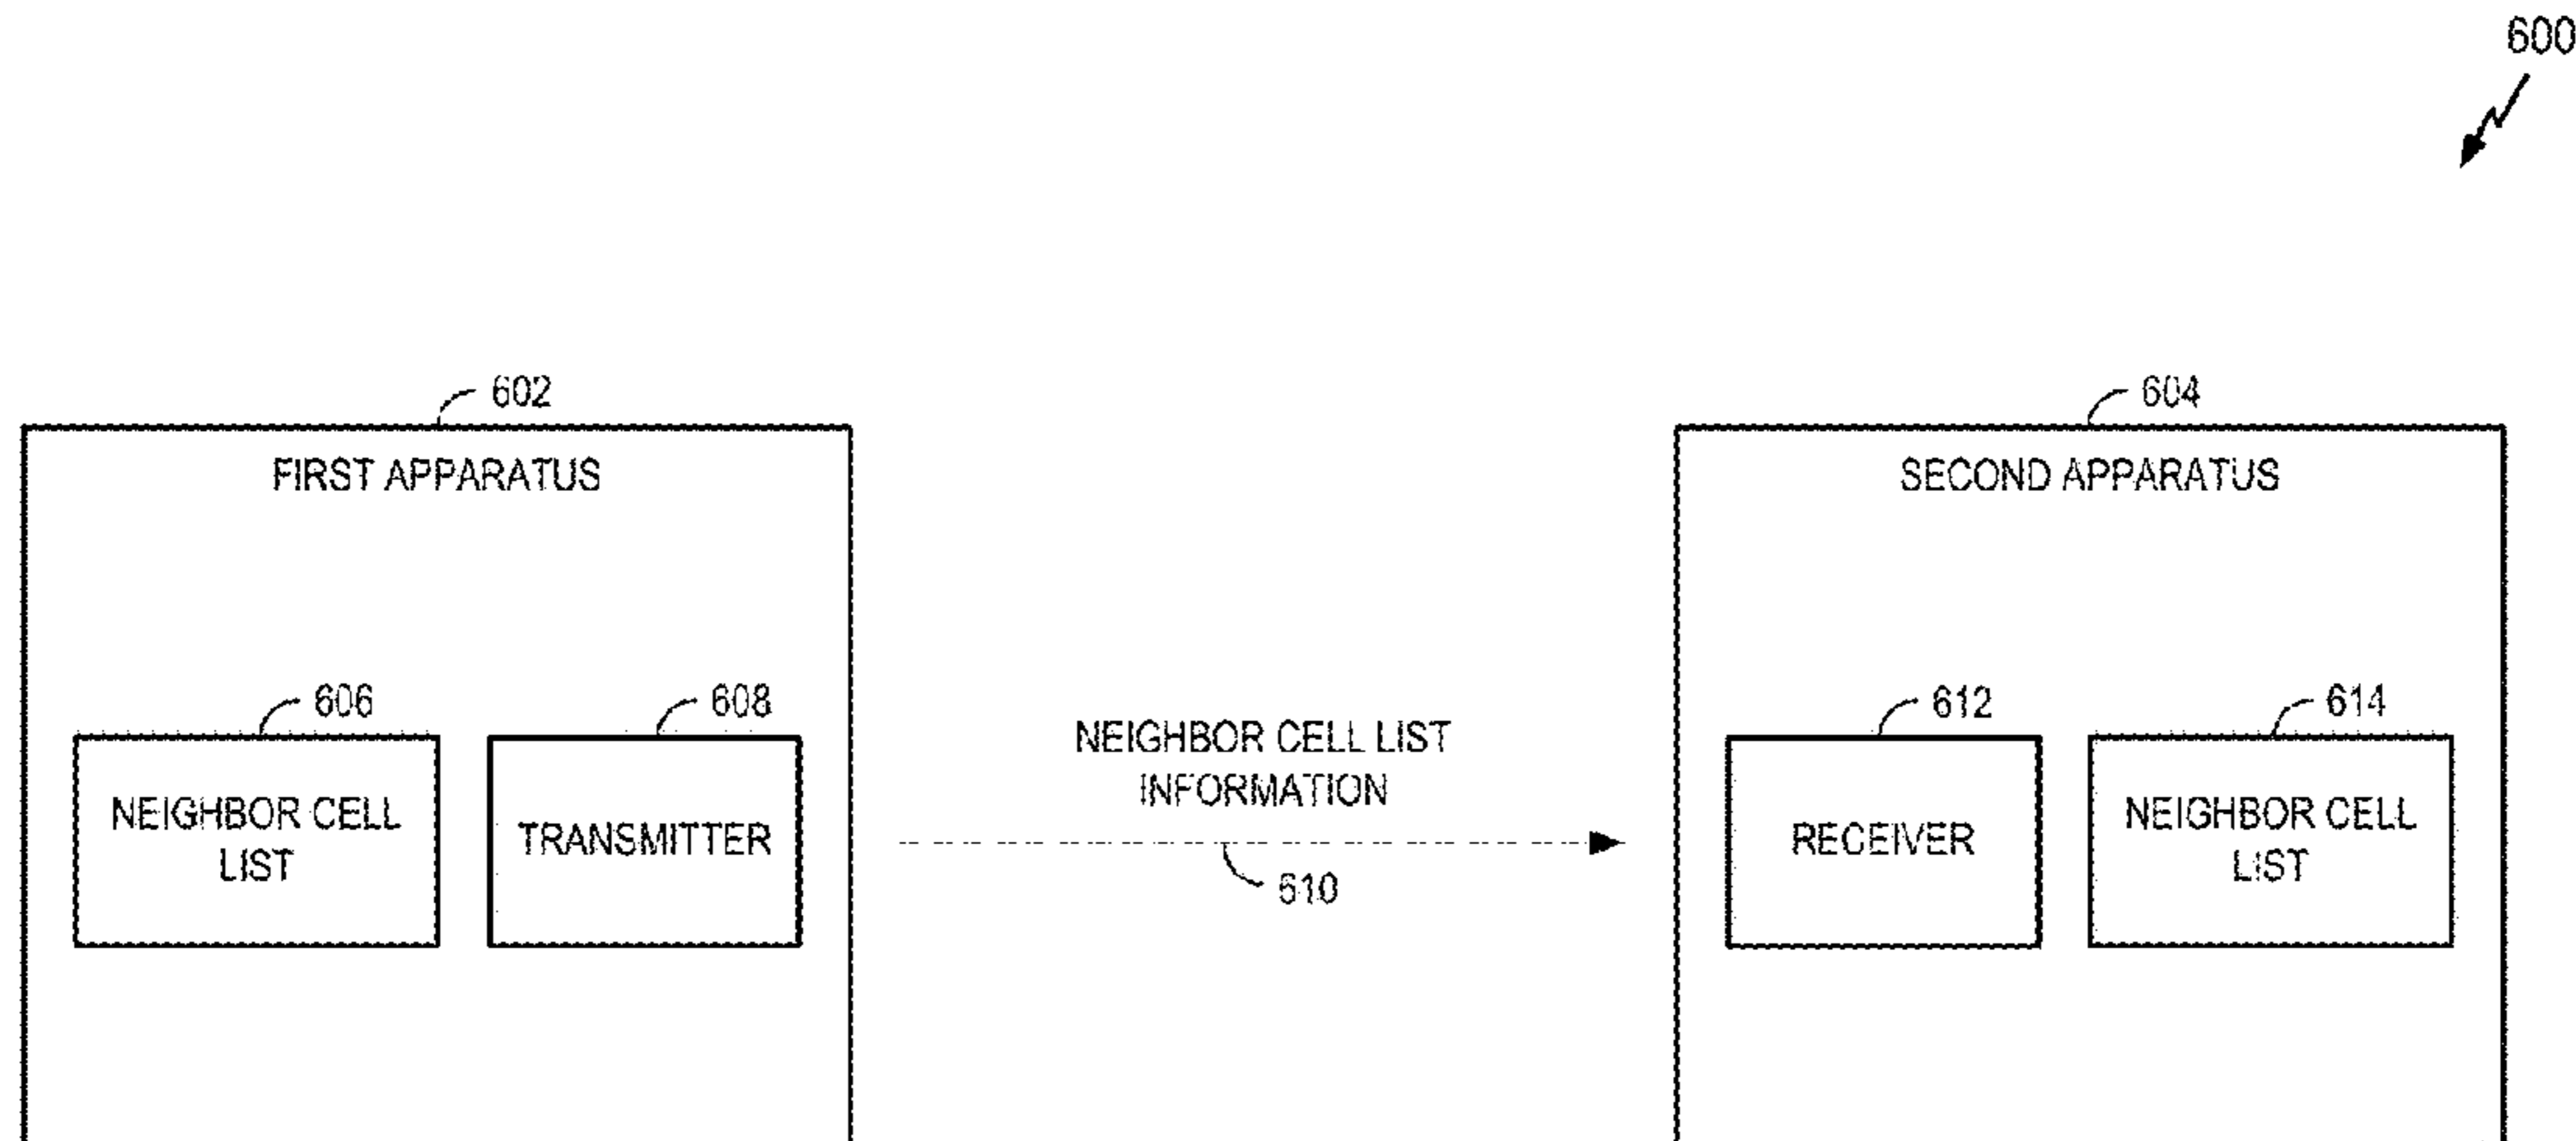 600
602
604
FIRST APPARATUS
SECOND APPARATUS
606
608
612
614
NEIGHBOR CELL LIST
INFORMATION
NEIGHBOR CELL
LIST
TRANSMITTER
RECEIVER
NEIGHBOR CELL
LIST
610